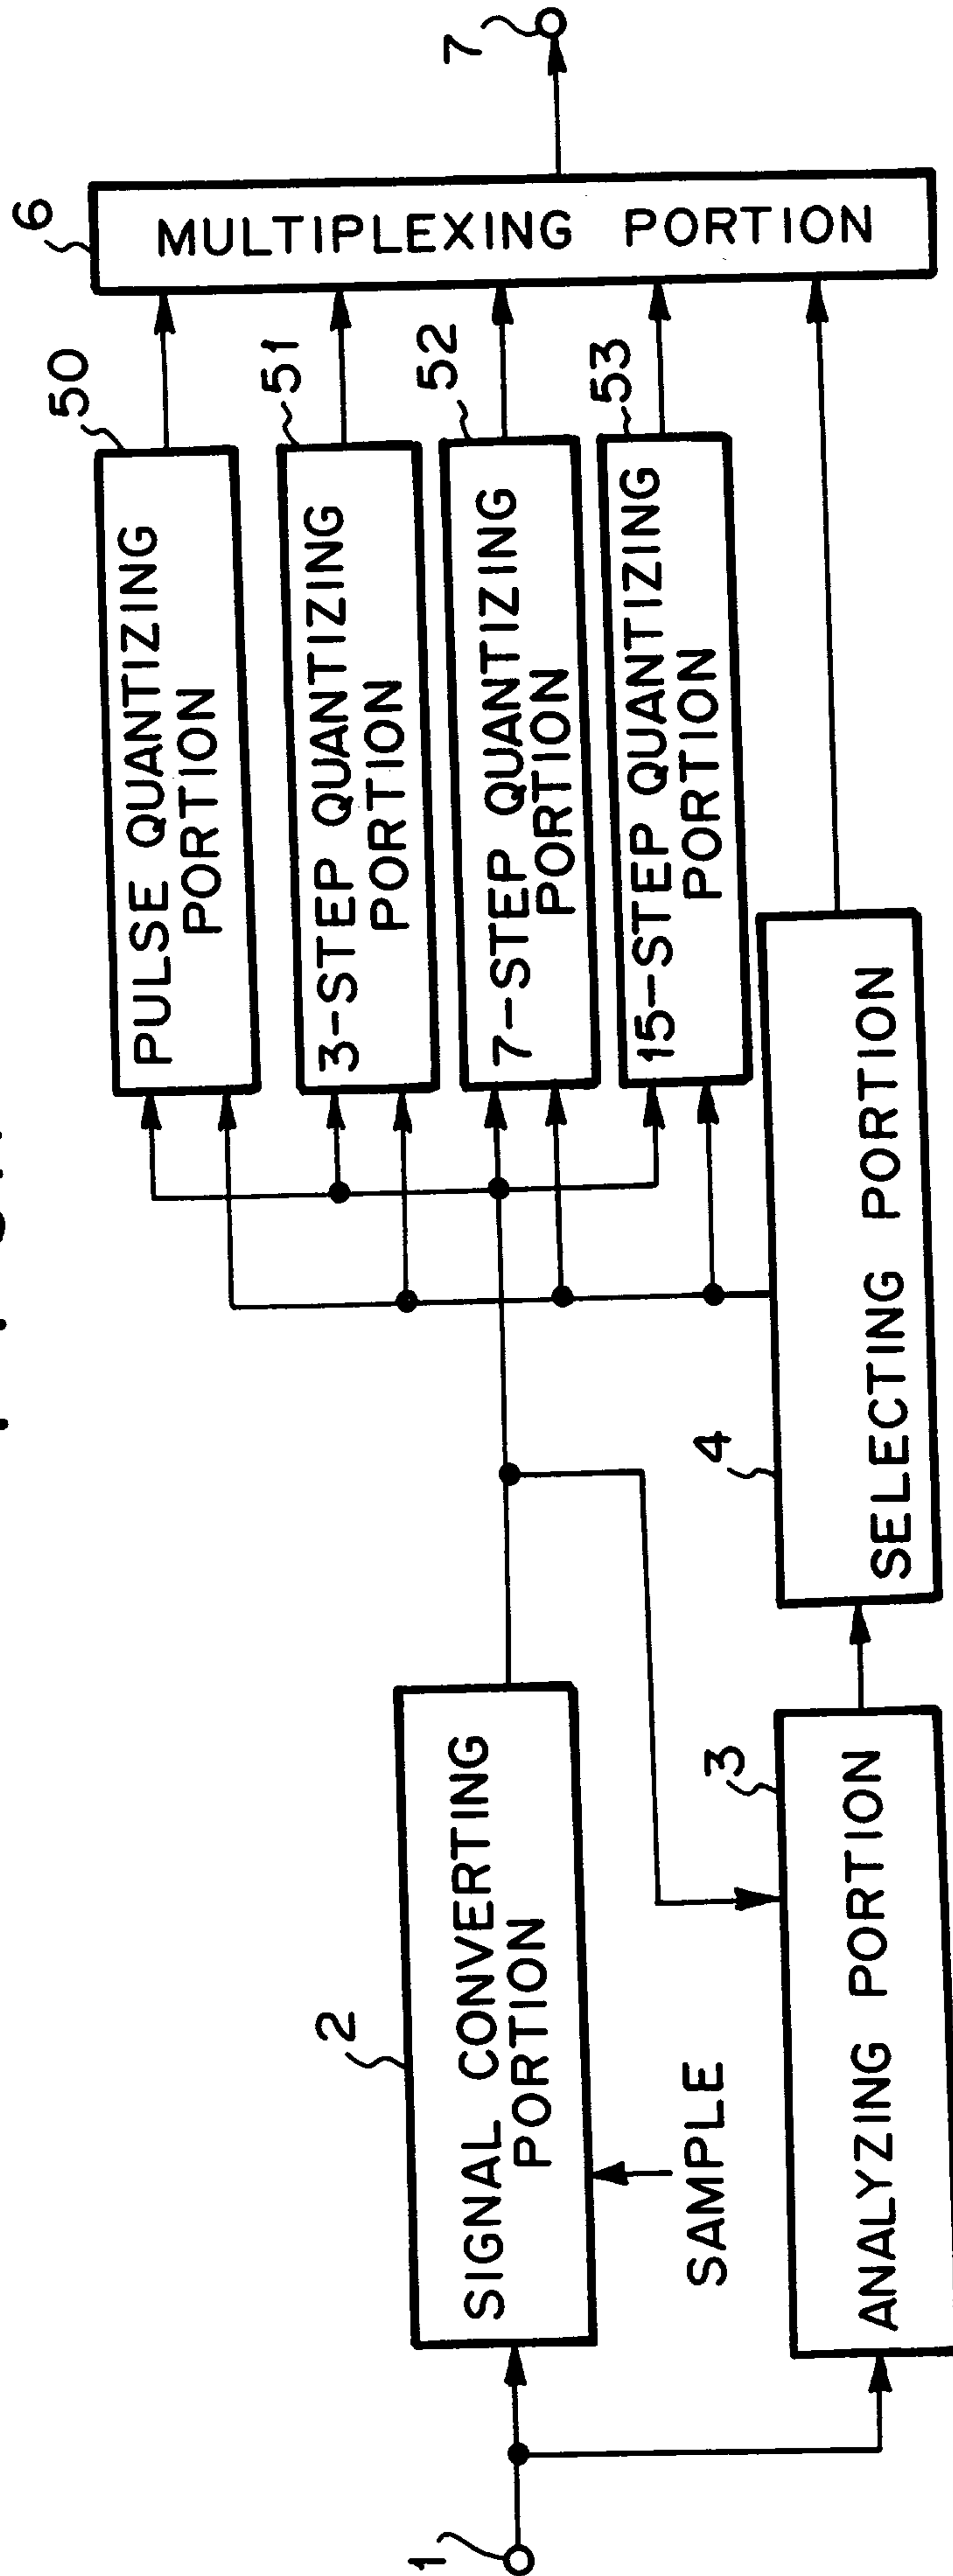 1
2
SIGNAL CONVERTING
PORTION
SAMPLE
3
ANALYZING PORTION
4
SELECTING PORTION
50
PULSE QUANTIZING
PORTION
51
3-STEP QUANTIZING
PORTION
52
7-STEP QUANTIZING
PORTION
53
15-STEP QUANTIZING
PORTION
6
MULTIPLEXING PORTION
7